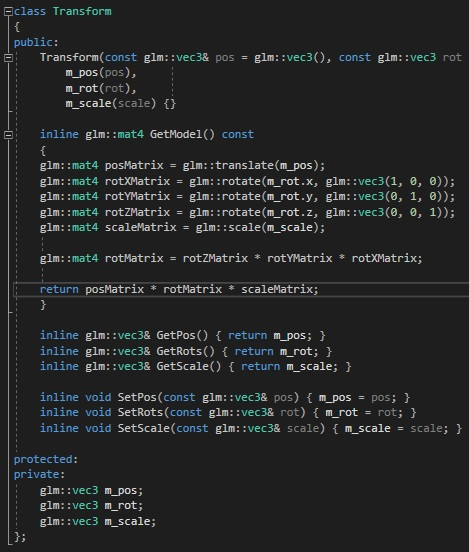 class Transform
{
public:
    Transform(const glm::vec3& pos = glm::vec3(), const glm::vec3 rot
        m_pos(pos),
        m_rot(rot),
        m_scale(scale) {}
    inline glm::mat4 GetModel() const
    {
    glm::mat4 posMatrix = glm::translate(m_pos);
    glm::mat4 rotXMatrix = glm::rotate(m_rot.x, glm::vec3(1, 0, 0));
    glm::mat4 rotYMatrix = glm::rotate(m_rot.y, glm::vec3(0, 1, 0));
    glm::mat4 rotZMatrix = glm::rotate(m_rot.z, glm::vec3(0, 0, 1));
    glm::mat4 scaleMatrix = glm::scale(m_scale);
    glm::mat4 rotMatrix = rotZMatrix * rotYMatrix * rotXMatrix;
    return posMatrix * rotMatrix * scaleMatrix;
    }
    inline glm::vec3& GetPos() { return m_pos; }
    inline glm::vec3& GetRots() { return m_rot; }
    inline glm::vec3& GetScale() { return m_scale; }
    inline void SetPos(const glm::vec3& pos) { m_pos = pos; }
    inline void SetRots(const glm::vec3& rot) { m_rot = rot; }
    inline void SetScale(const glm::vec3& scale) { m_scale = scale; }
protected:
private:
    glm::vec3 m_pos;
    glm::vec3 m_rot;
    glm::vec3 m_scale;
};